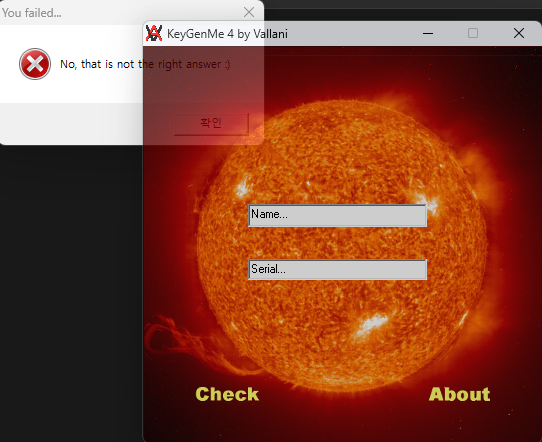 You failed...
No, that is not the right answer :)
확인
KeyGenMe 4 by Vallani
Name...
Serial...
Check
About